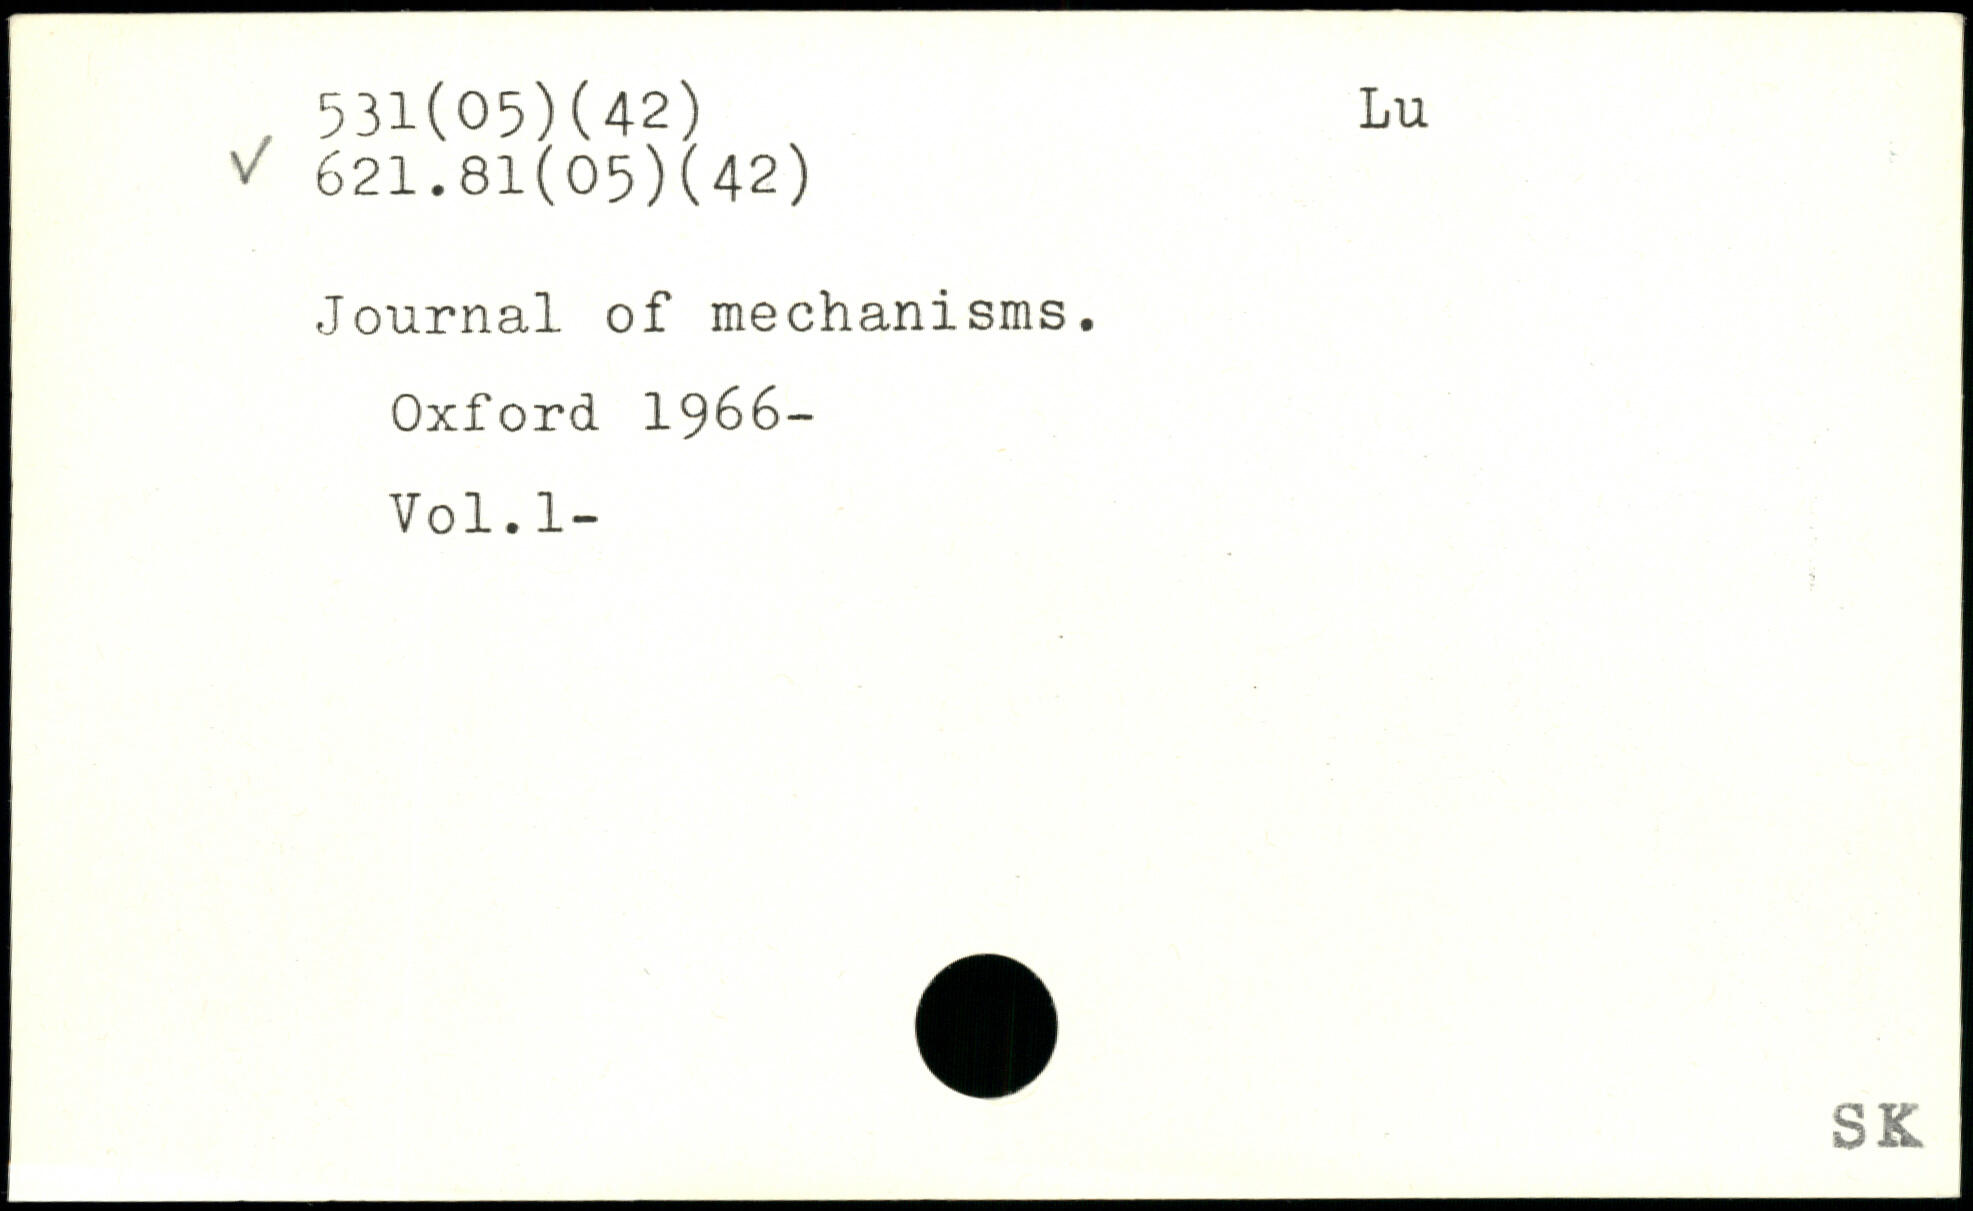 531(05)(42) Lu
✓ 621.81(05)(42)
Journal of mechanisms.
Oxford 1966-
Vol.1-
SK